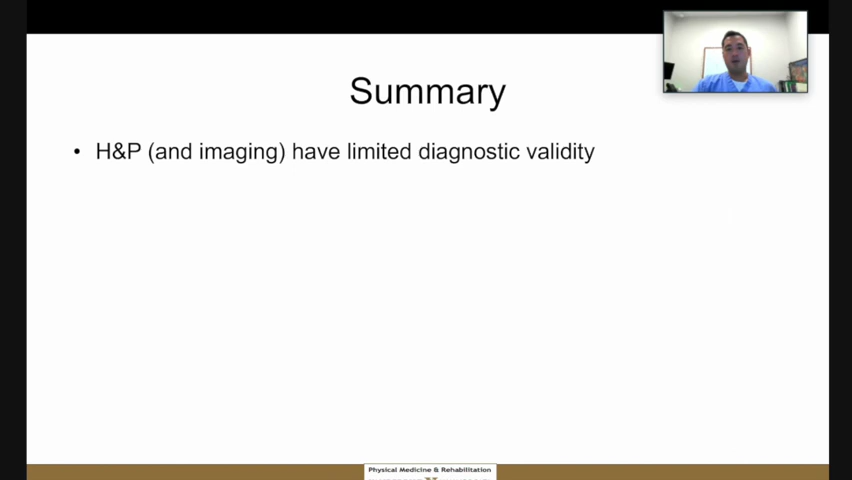 Summary
• H&P (and imaging) have limited diagnostic validity
Physical Medicine & Rehabilitation